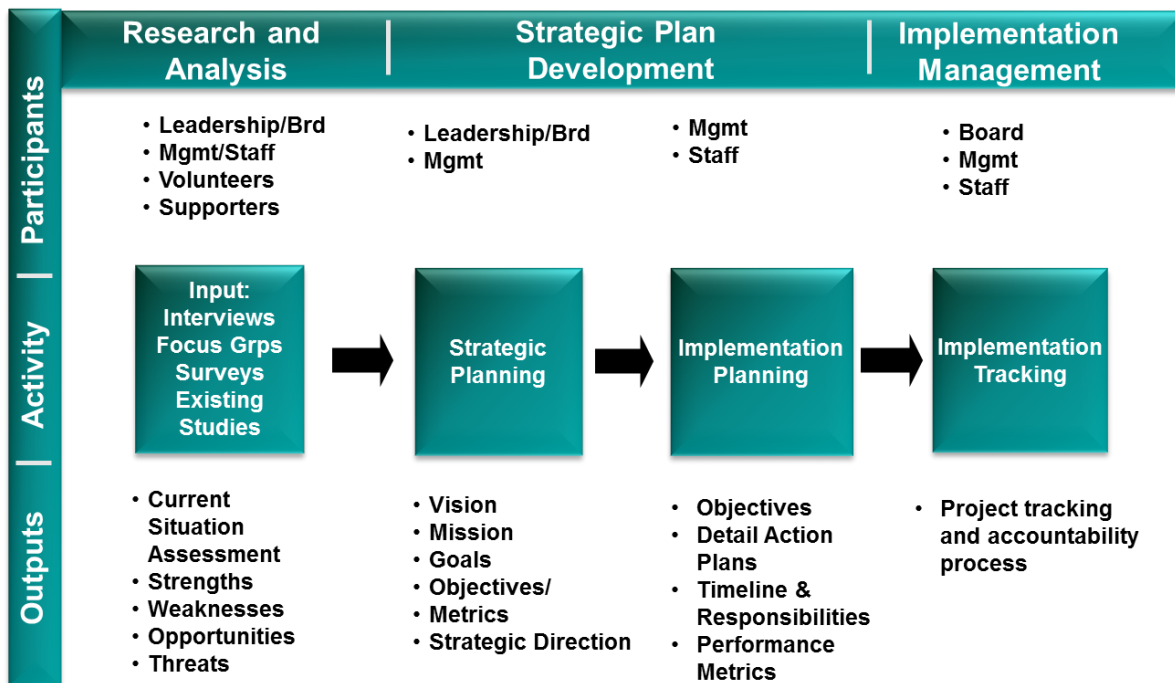 Research and
Analysis
Strategic Plan
Development
Implementation
Management
Participants
• Leadership/Brd
• Mgmt/Staff
• Volunteers
• Supporters
• Leadership/Brd
• Mgmt
• Mgmt
• Staff
• Board
• Mgmt
• Staff
Activity
Input:
Interviews
Focus Grps
Surveys
Existing
Studies
Strategic
Planning
Implementation
Planning
Implementation
Tracking
Outputs
• Current
Situation
Assessment
• Strengths
• Weaknesses
• Opportunities
• Threats
• Vision
• Mission
• Goals
• Objectives/
• Metrics
• Strategic Direction
• Objectives
• Detail Action
Plans
• Timeline &
• Responsibilities
• Performance
Metrics
• Project tracking
and accountability
process